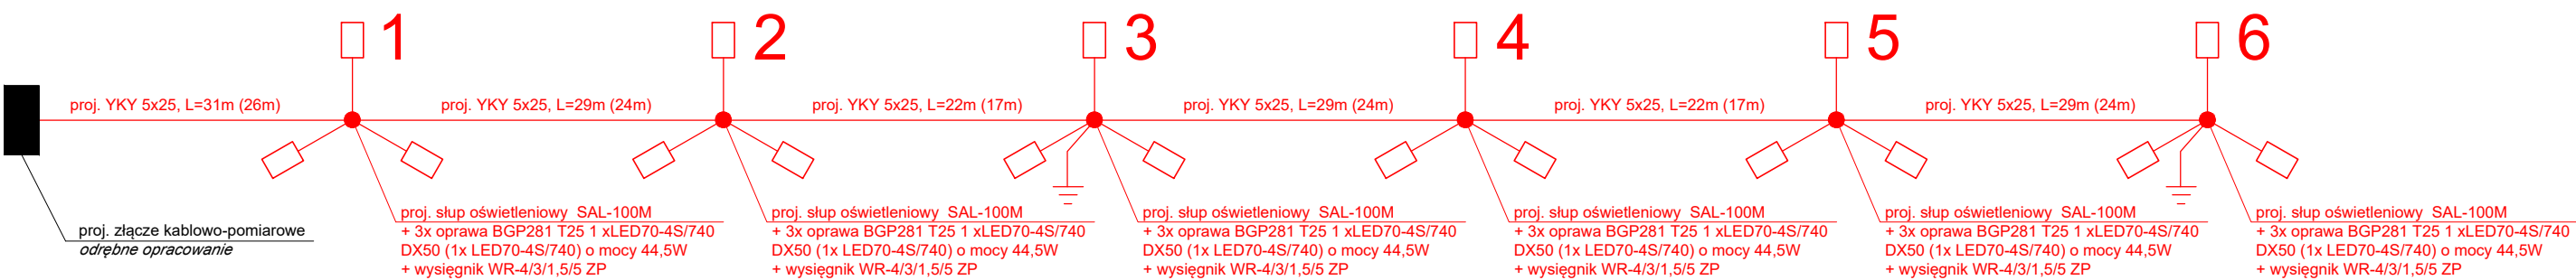 1
2
3
4
5
6
proj. YKY 5x25, L=31m (26m)
proj. YKY 5x25, L=29m (24m)
proj. YKY 5x25, L=22m (17m)
proj. YKY 5x25, L=29m (24m)
proj. YKY 5x25, L=22m (17m)
proj. YKY 5x25, L=29m (24m)
proj. złącze kablowo-pomiarowe
odrębne opracowanie
proj. słup oświetleniowy SAL-100M
+ 3x oprawa BGP281 T25 1 xLED70-4S/740
DX50 (1x LED70-4S/740) o mocy 44,5W
+ wysięgnik WR-4/3/1,5/5 ZP
proj. słup oświetleniowy SAL-100M
+ 3x oprawa BGP281 T25 1 xLED70-4S/740
DX50 (1x LED70-4S/740) o mocy 44,5W
+ wysięgnik WR-4/3/1,5/5 ZP
proj. słup oświetleniowy SAL-100M
+ 3x oprawa BGP281 T25 1 xLED70-4S/740
DX50 (1x LED70-4S/740) o mocy 44,5W
+ wysięgnik WR-4/3/1,5/5 ZP
proj. słup oświetleniowy SAL-100M
+ 3x oprawa BGP281 T25 1 xLED70-4S/740
DX50 (1x LED70-4S/740) o mocy 44,5W
+ wysięgnik WR-4/3/1,5/5 ZP
proj. słup oświetleniowy SAL-100M
+ 3x oprawa BGP281 T25 1 xLED70-4S/740
DX50 (1x LED70-4S/740) o mocy 44,5W
+ wysięgnik WR-4/3/1,5/5 ZP
proj. słup oświetleniowy SAL-100M
+ 3x oprawa BGP281 T25 1 xLED70-4S/740
DX50 (1x LED70-4S/740) o mocy 44,5W
+ wysięgnik WR-4/3/1,5/5 ZP